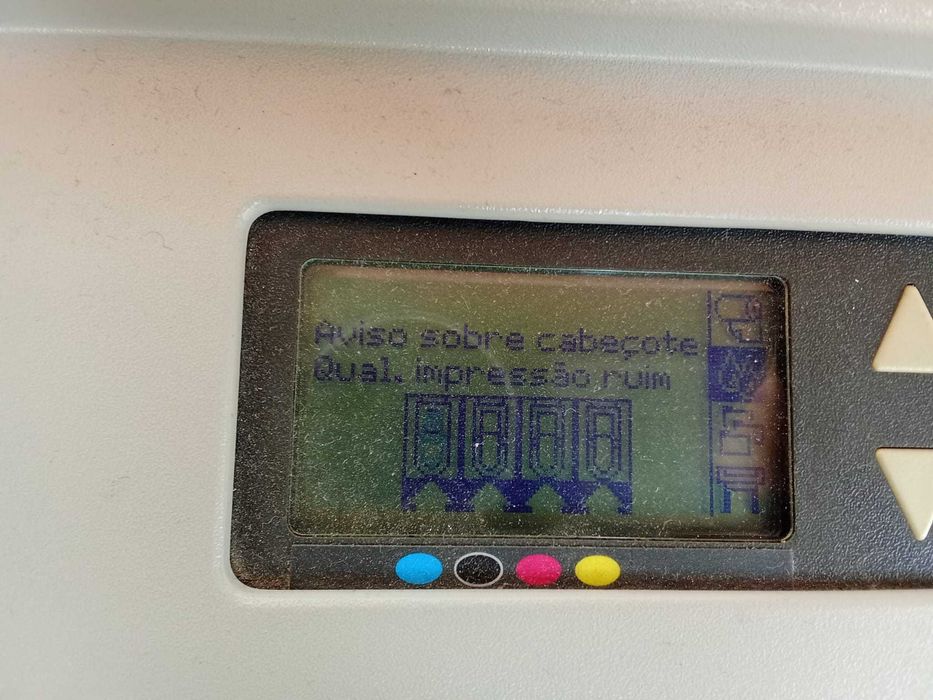 Aviso sobre cabeçote
Qual. impressão ruim